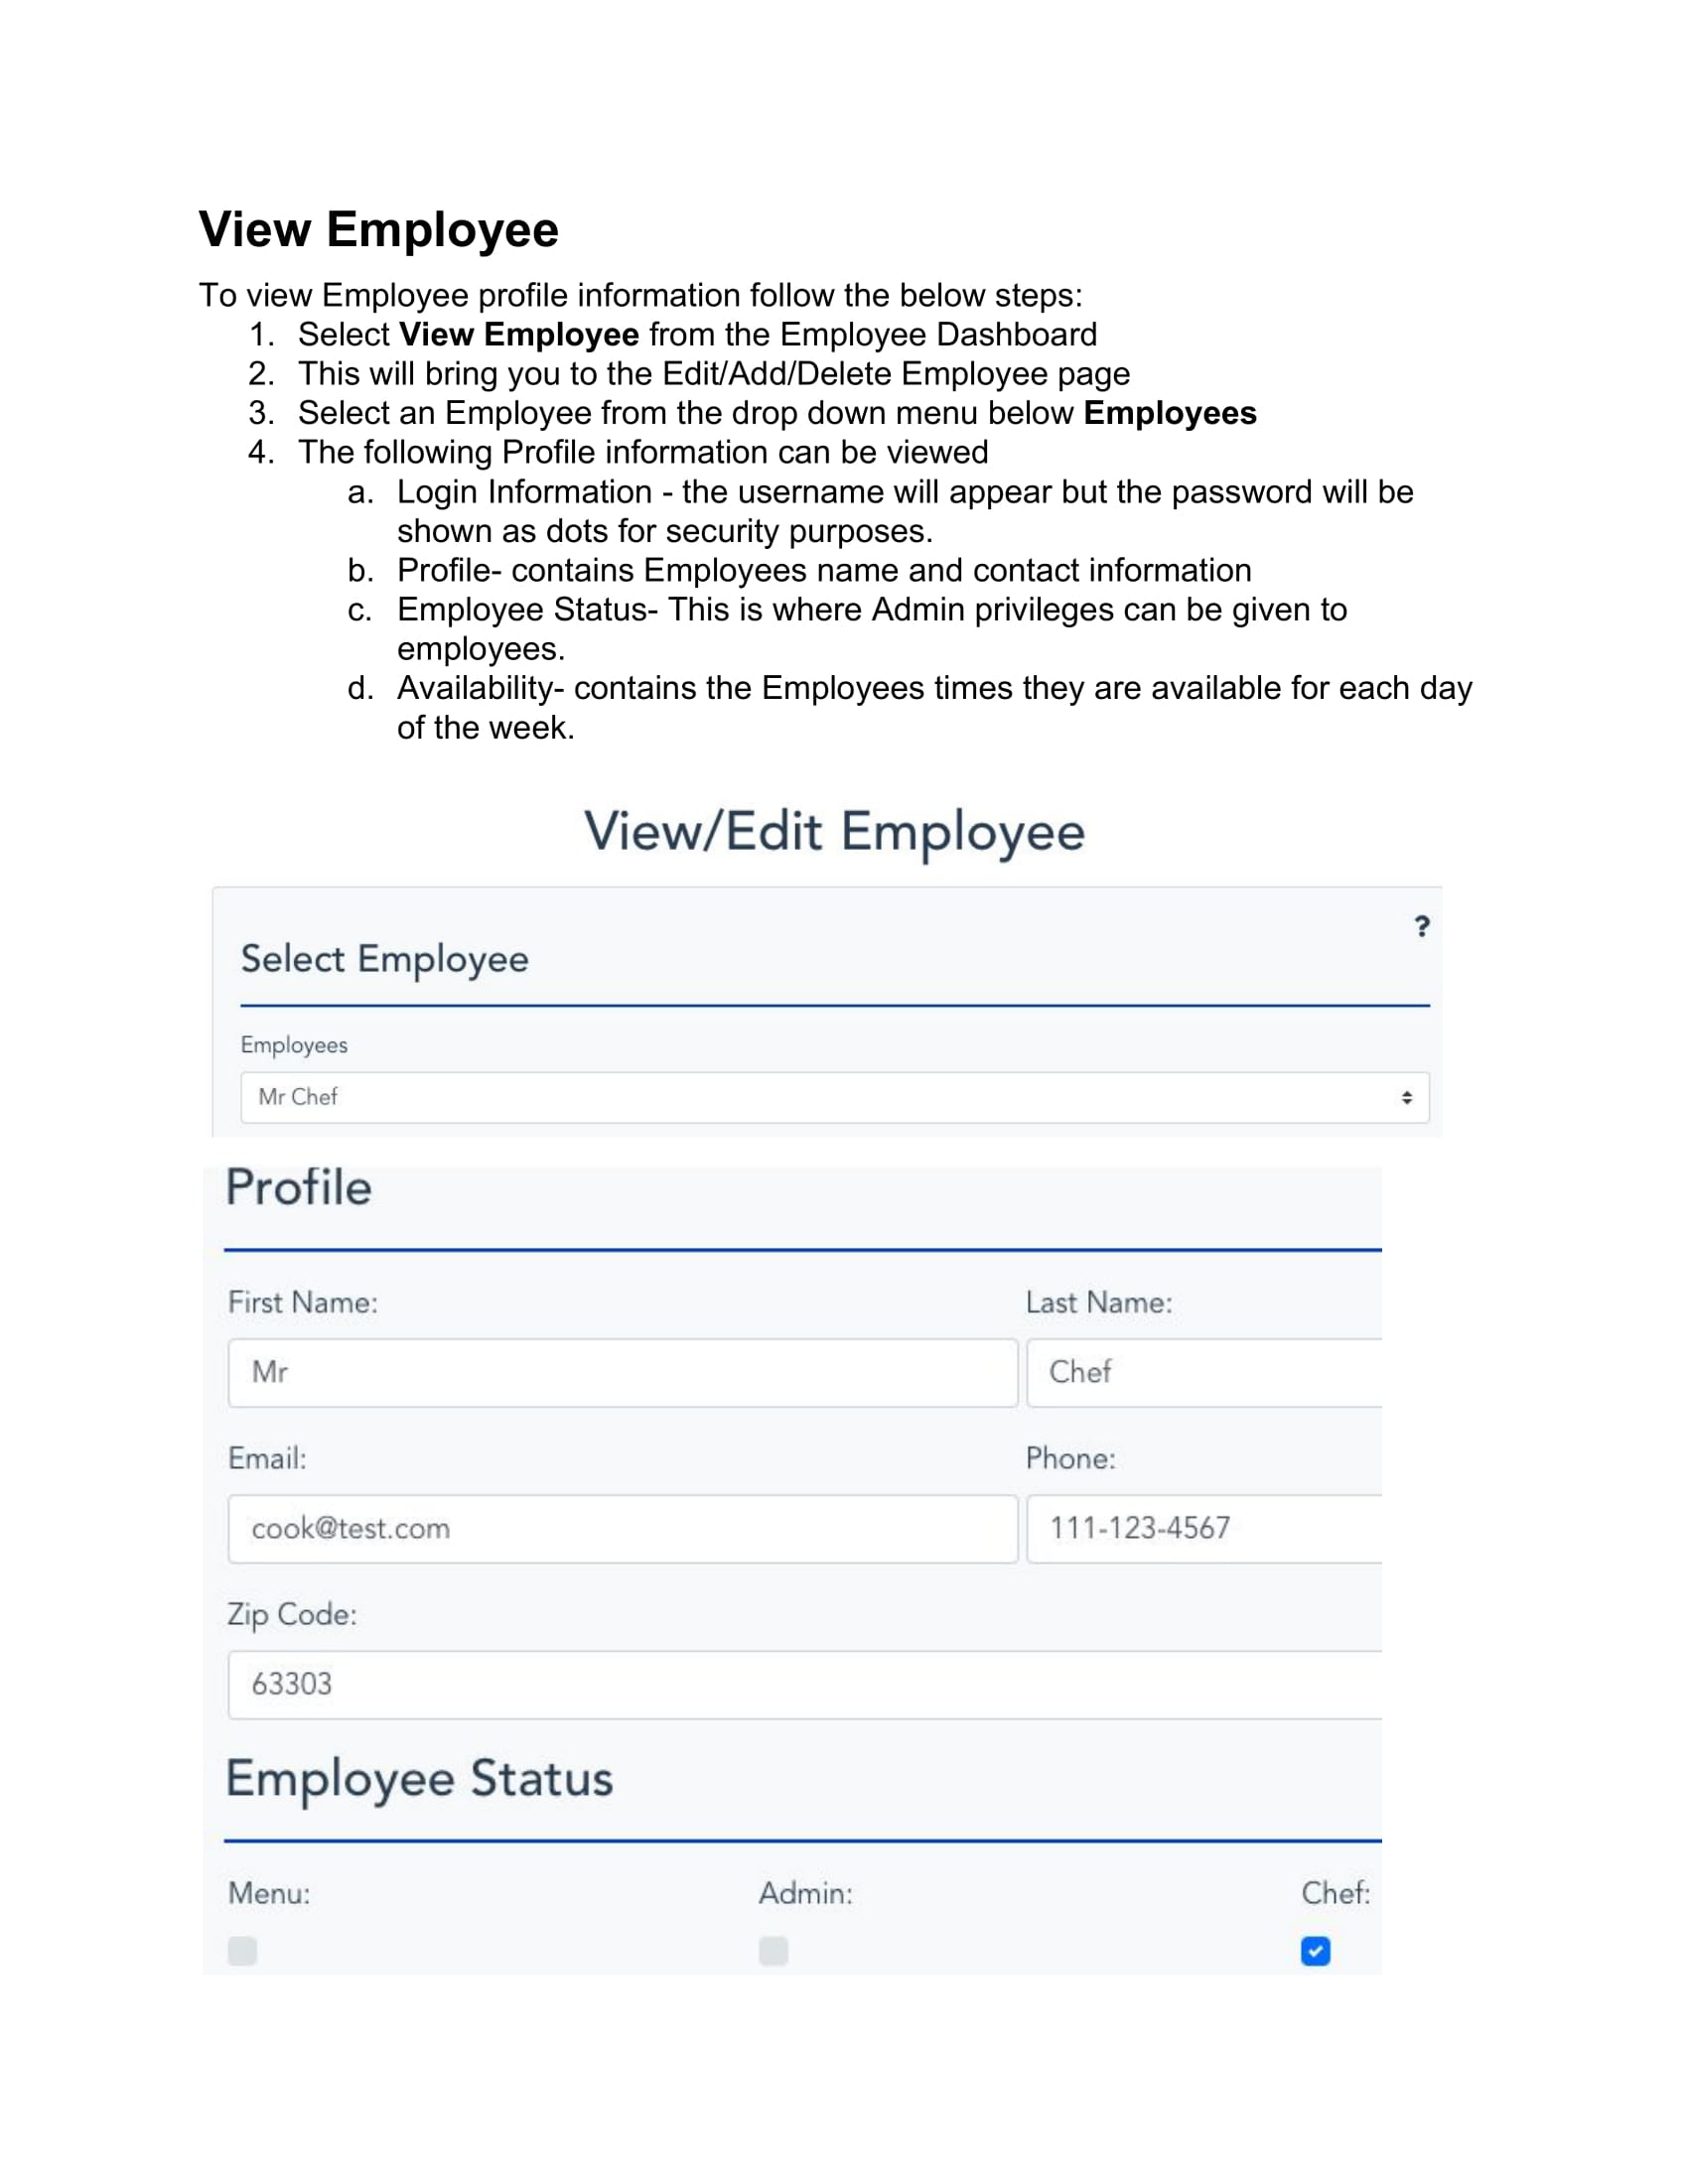 View Employee
To view Employee profile information follow the below steps:
1. Select View Employee from the Employee Dashboard
2. This will bring you to the Edit/Add/Delete Employee page
3. Select an Employee from the drop down menu below Employees
4. The following Profile information can be viewed
a. Login Information - the username will appear but the password will be
shown as dots for security purposes.
b. Profile- contains Employees name and contact information
c. Employee Status- This is where Admin privileges can be given to
employees.
d. Availability- contains the Employees times they are available for each day
of the week.
View/Edit Employee
?
Select Employee
Employees
Mr Chef
Profile
First Name: Last Name:
Mr Chef
Email: Phone:
cook@test.com 111-123-4567
Zip Code:
63303
Employee Status
Menu: Admin: Chef: